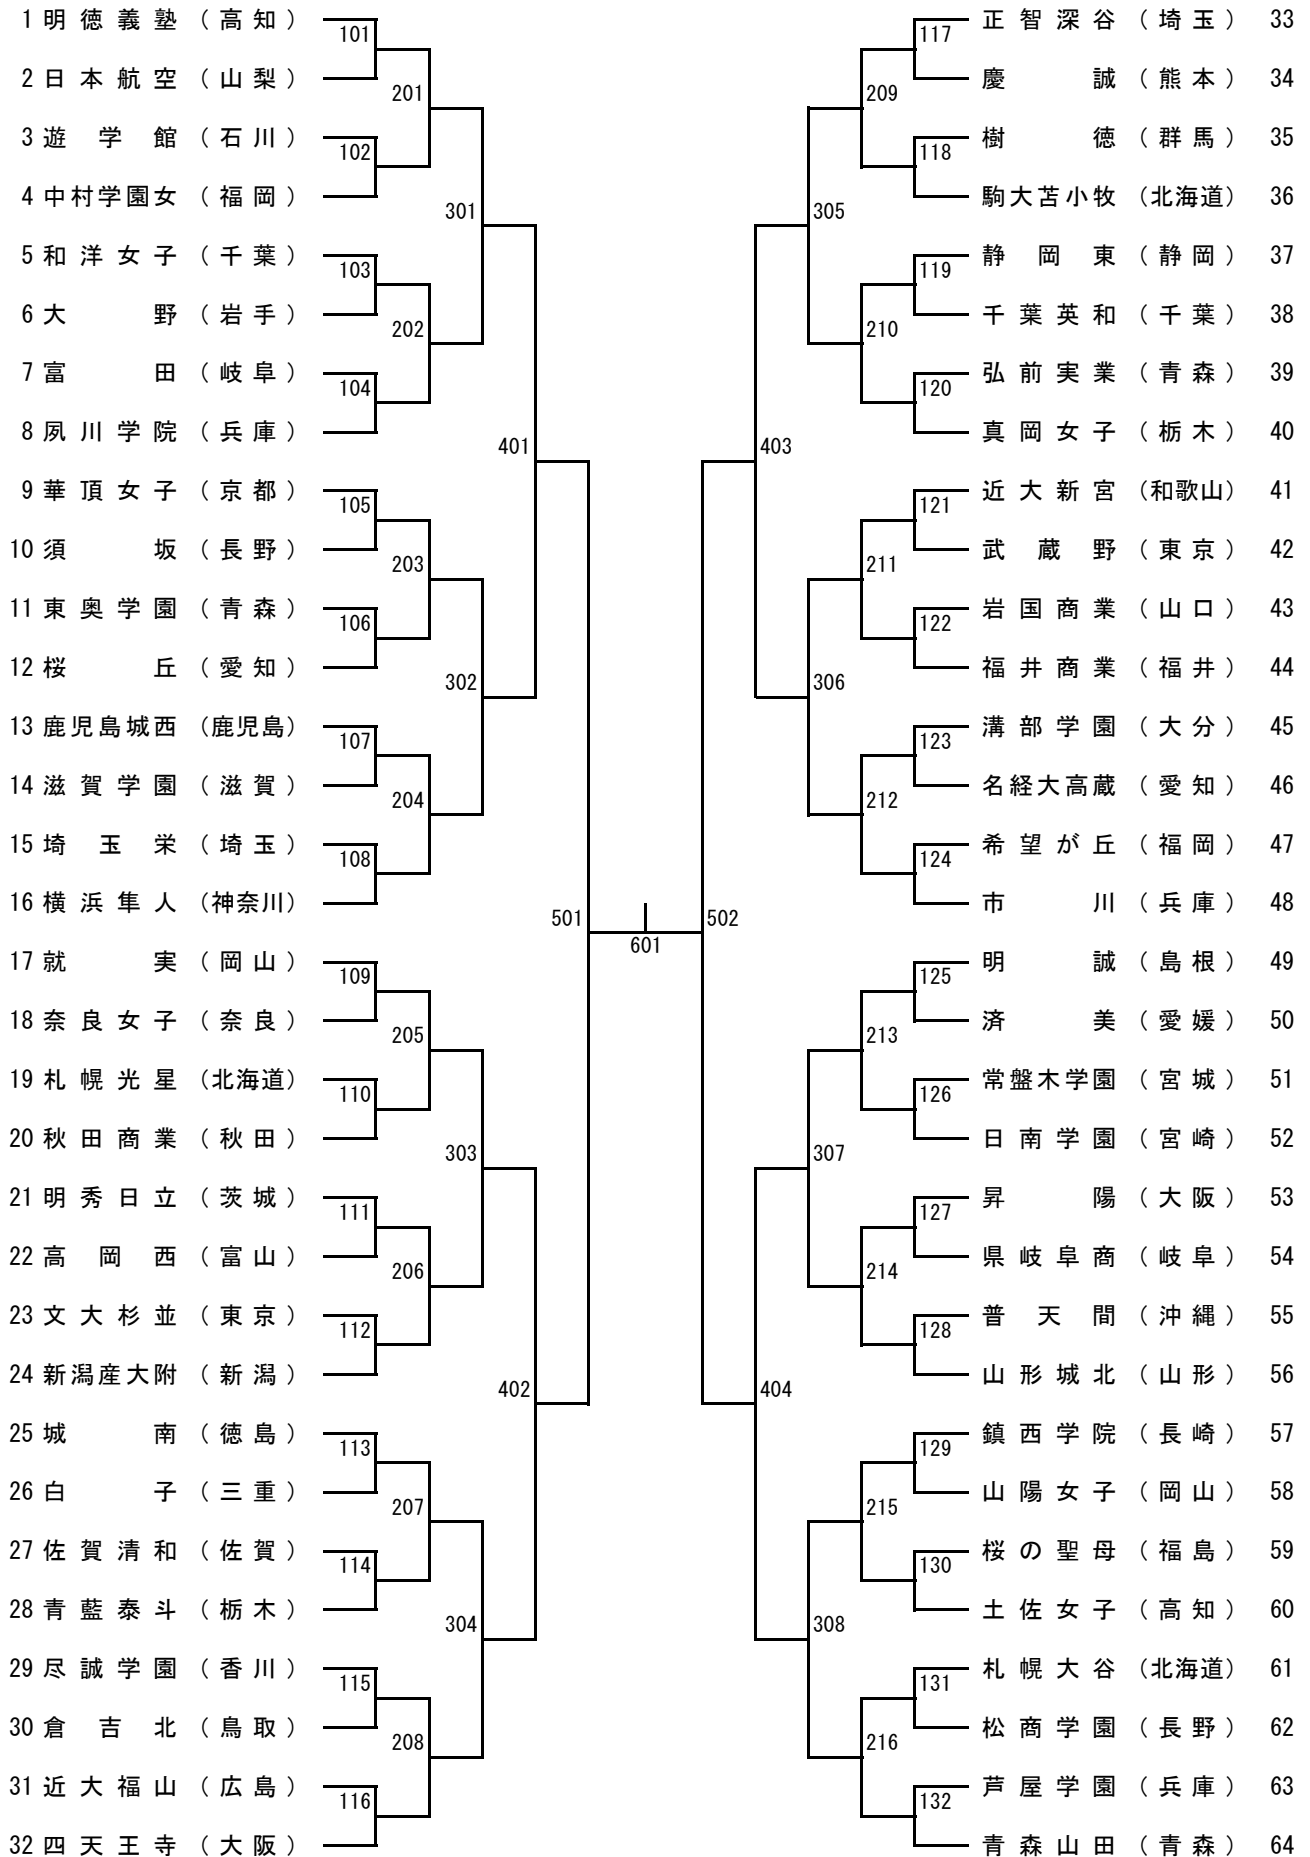 1 明徳義塾 (高知)
101
2 日本航空 (山梨)
201
3 遊学館 (石川)
102
4 中村学園女 (福岡)
301
5 和洋女子 (千葉)
103
6 大野 (岩手)
202
7 富田 (岐阜)
104
8 夙川学院 (兵庫)
401
9 華頂女子 (京都)
105
10 須坂 (長野)
203
11 東奥学園 (青森)
106
12 桜丘 (愛知)
302
13 鹿児島城西 (鹿児島)
107
14 滋賀学園 (滋賀)
204
15 埼玉栄 (埼玉)
108
16 横浜隼人 (神奈川)
501
17 就実 (岡山)
109
18 奈良女子 (奈良)
205
19 札幌光星 (北海道)
110
20 秋田商業 (秋田)
303
21 明秀日立 (茨城)
111
22 高岡西 (富山)
206
23 文大杉並 (東京)
112
24 新潟産大附 (新潟)
402
25 城南 (徳島)
113
26 白子 (三重)
207
27 佐賀清和 (佐賀)
114
28 青藍泰斗 (栃木)
304
29 尽誠学園 (香川)
115
30 倉吉北 (鳥取)
208
31 近大福山 (広島)
116
32 四天王寺 (大阪)
601
正智深谷 (埼玉) 33
117
慶誠 (熊本) 34
209
樹徳 (群馬) 35
118
駒大苫小牧 (北海道) 36
305
静岡東 (静岡) 37
119
千葉英和 (千葉) 38
210
弘前実業 (青森) 39
120
真岡女子 (栃木) 40
403
近大新宮 (和歌山) 41
121
武蔵野 (東京) 42
211
岩国商業 (山口) 43
122
福井商業 (福井) 44
306
溝部学園 (大分) 45
123
名経大高蔵 (愛知) 46
212
希望が丘 (福岡) 47
124
市川 (兵庫) 48
502
明誠 (島根) 49
125
済美 (愛媛) 50
213
常盤木学園 (宮城) 51
126
日南学園 (宮崎) 52
307
昇陽 (大阪) 53
127
県岐阜商 (岐阜) 54
214
普天間 (沖縄) 55
128
山形城北 (山形) 56
404
鎮西学院 (長崎) 57
129
山陽女子 (岡山) 58
215
桜の聖母 (福島) 59
130
土佐女子 (高知) 60
308
札幌大谷 (北海道) 61
131
松商学園 (長野) 62
216
芦屋学園 (兵庫) 63
132
青森山田 (青森) 64